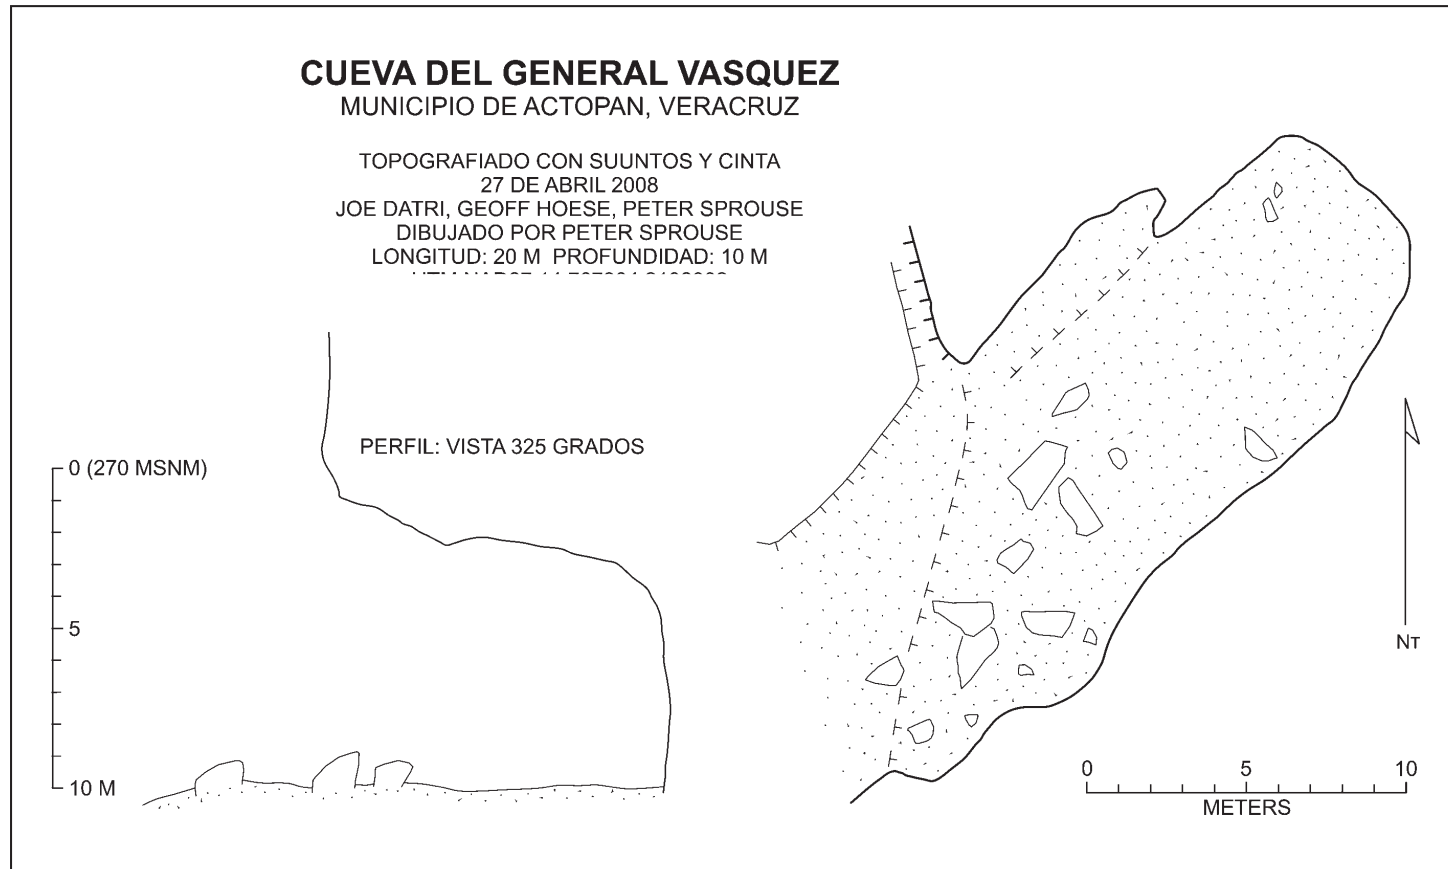 CUEVA DEL GENERAL VASQUEZ
MUNICIPIO DE ACTOPAN, VERACRUZ
TOPOGRAFIADO CON SUUNTOS Y CINTA
27 DE ABRIL 2008
JOE DATRI, GEOFF HOESE, PETER SPROUSE
DIBUJADO POR PETER SPROUSE
LONGITUD: 20 M PROFUNDIDAD: 10 M
PERFIL: VISTA 325 GRADOS
0 (270 MSNM)
5
10 M
NT
0 5 10
METERS